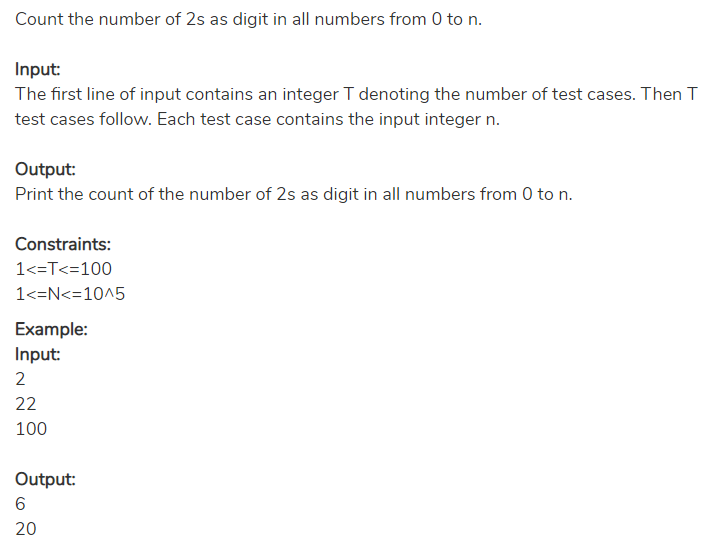 Count the number of 2s as digit in all numbers from 0 to n.
Input:
The first line of input contains an integer T denoting the number of test cases. Then T
test cases follow. Each test case contains the input integer n.
Output:
Print the count of the number of 2s as digit in all numbers from 0 to n.
Constraints:
1<=T<=100
1<=N<=10^5
Example:
Input:
2
22
100
Output:
6
20